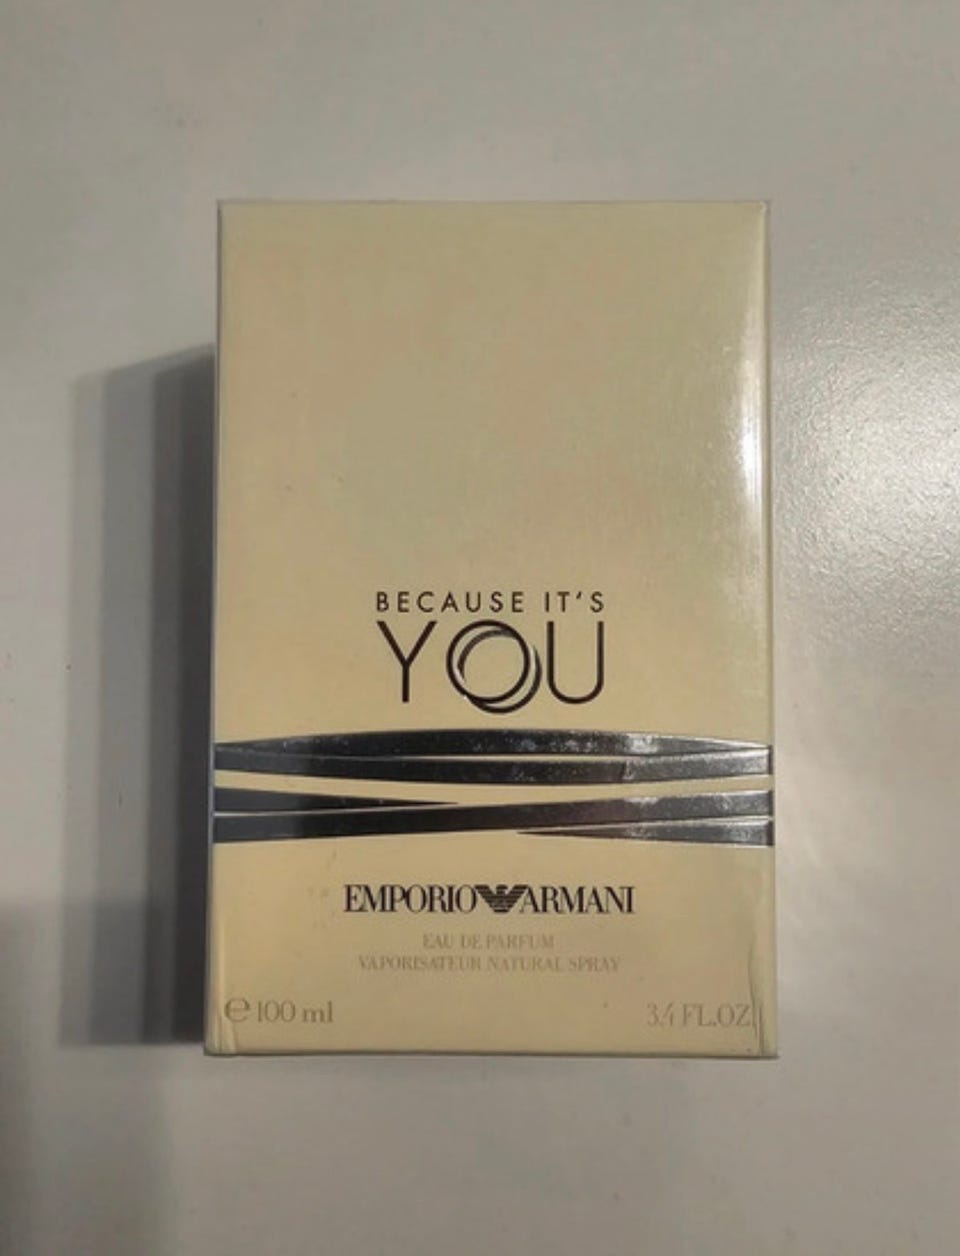 BECAUSE IT'S
YOU
EMPORIO ARMANI
EAU DE PARFUM
VAPORISATEUR NATURAL SPRAY
℮ 100 ml
3.4 FL.OZ.